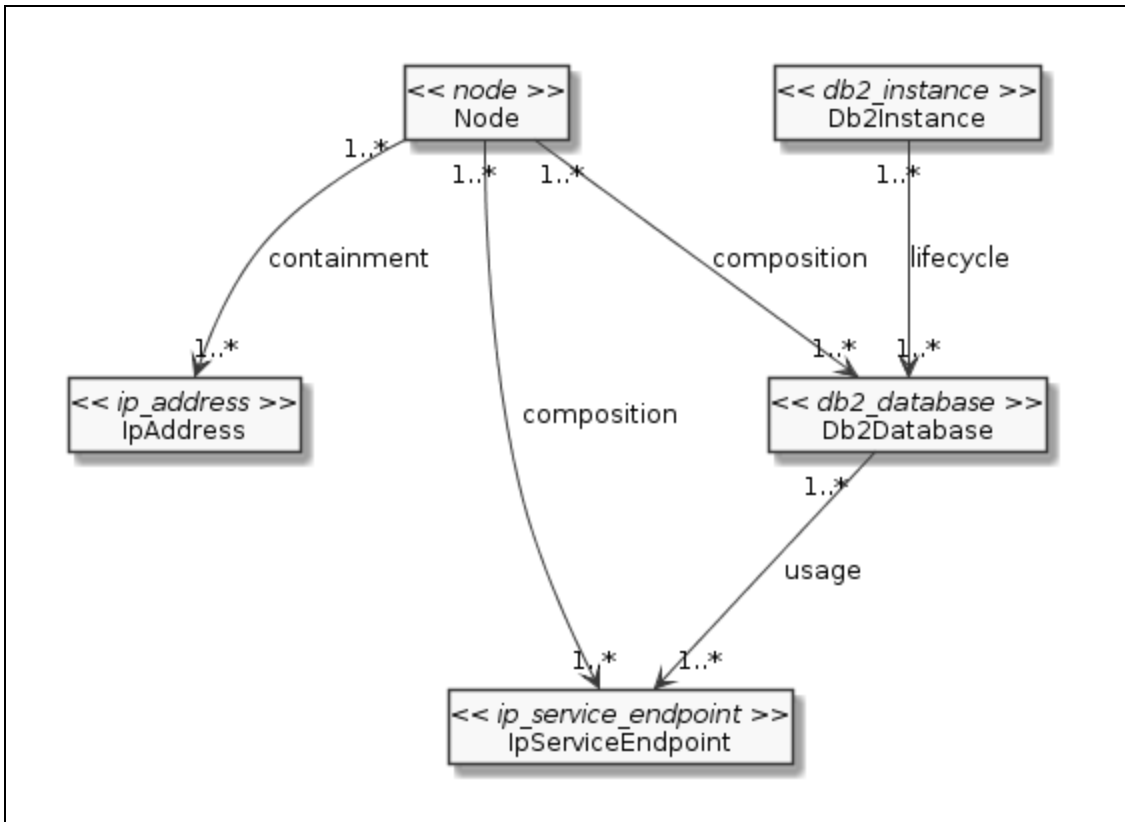 << node >>
Node
<< db2_instance >>
Db2Instance
1..*
1..*
1..*
1..*
containment
composition
lifecycle
1..*
1..*
1..*
<< ip_address >>
IpAddress
composition
<< db2_database >>
Db2Database
1..*
usage
1..*
1..*
<< ip_service_endpoint >>
IpServiceEndpoint